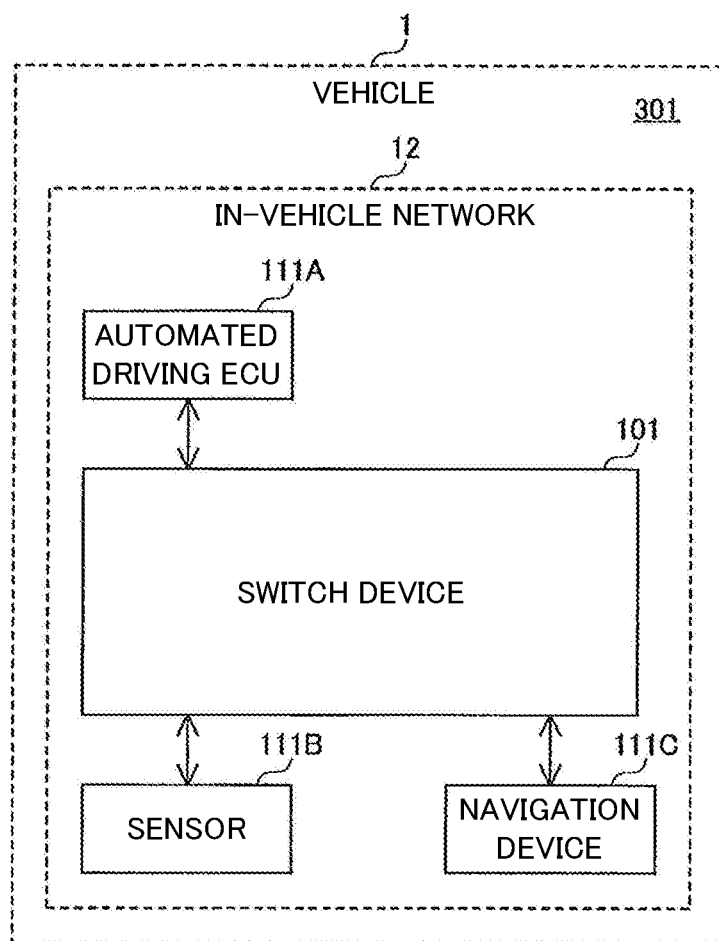 1
VEHICLE
301
12
IN-VEHICLE NETWORK
111A
AUTOMATED
DRIVING ECU
101
SWITCH DEVICE
111B
SENSOR
111C
NAVIGATION
DEVICE